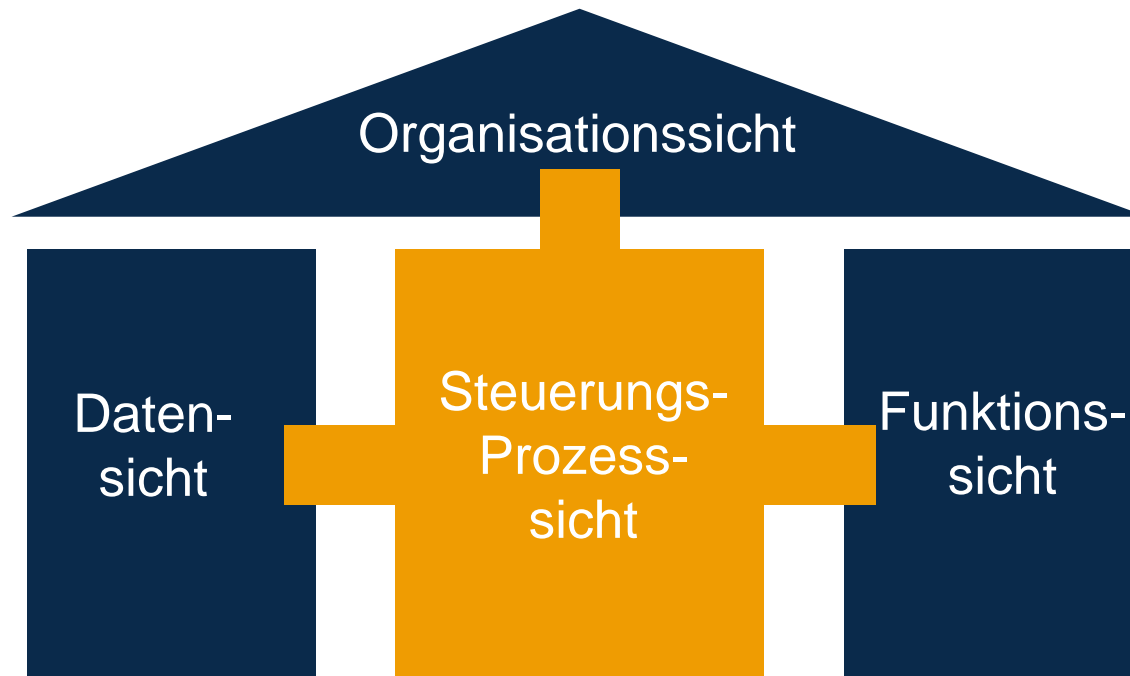 Organisationssicht
Daten-
sicht
Steuerungs-
Prozess-
sicht
Funktions-
sicht